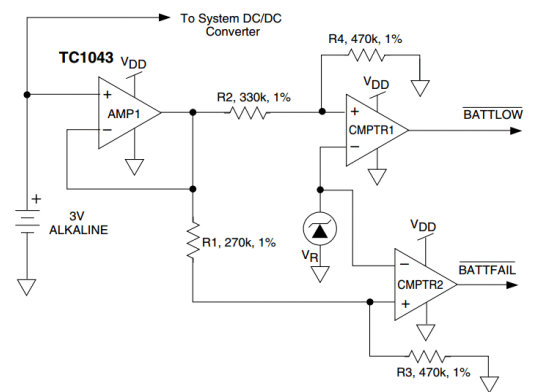 To System DC/DC
Converter
R4, 470k, 1%
TC1043
VDD
R2, 330k, 1%
VDD
+
AMP1
–
+
CMPTR1
–
BATTLOW
+
3V
ALKALINE
R1, 270k, 1%
VR
VDD
–
CMPTR2
+
BATTFAIL
R3, 470k, 1%